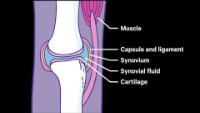 Muscle
Capsule and ligament
Synovium
Synovial fluid
Cartilage